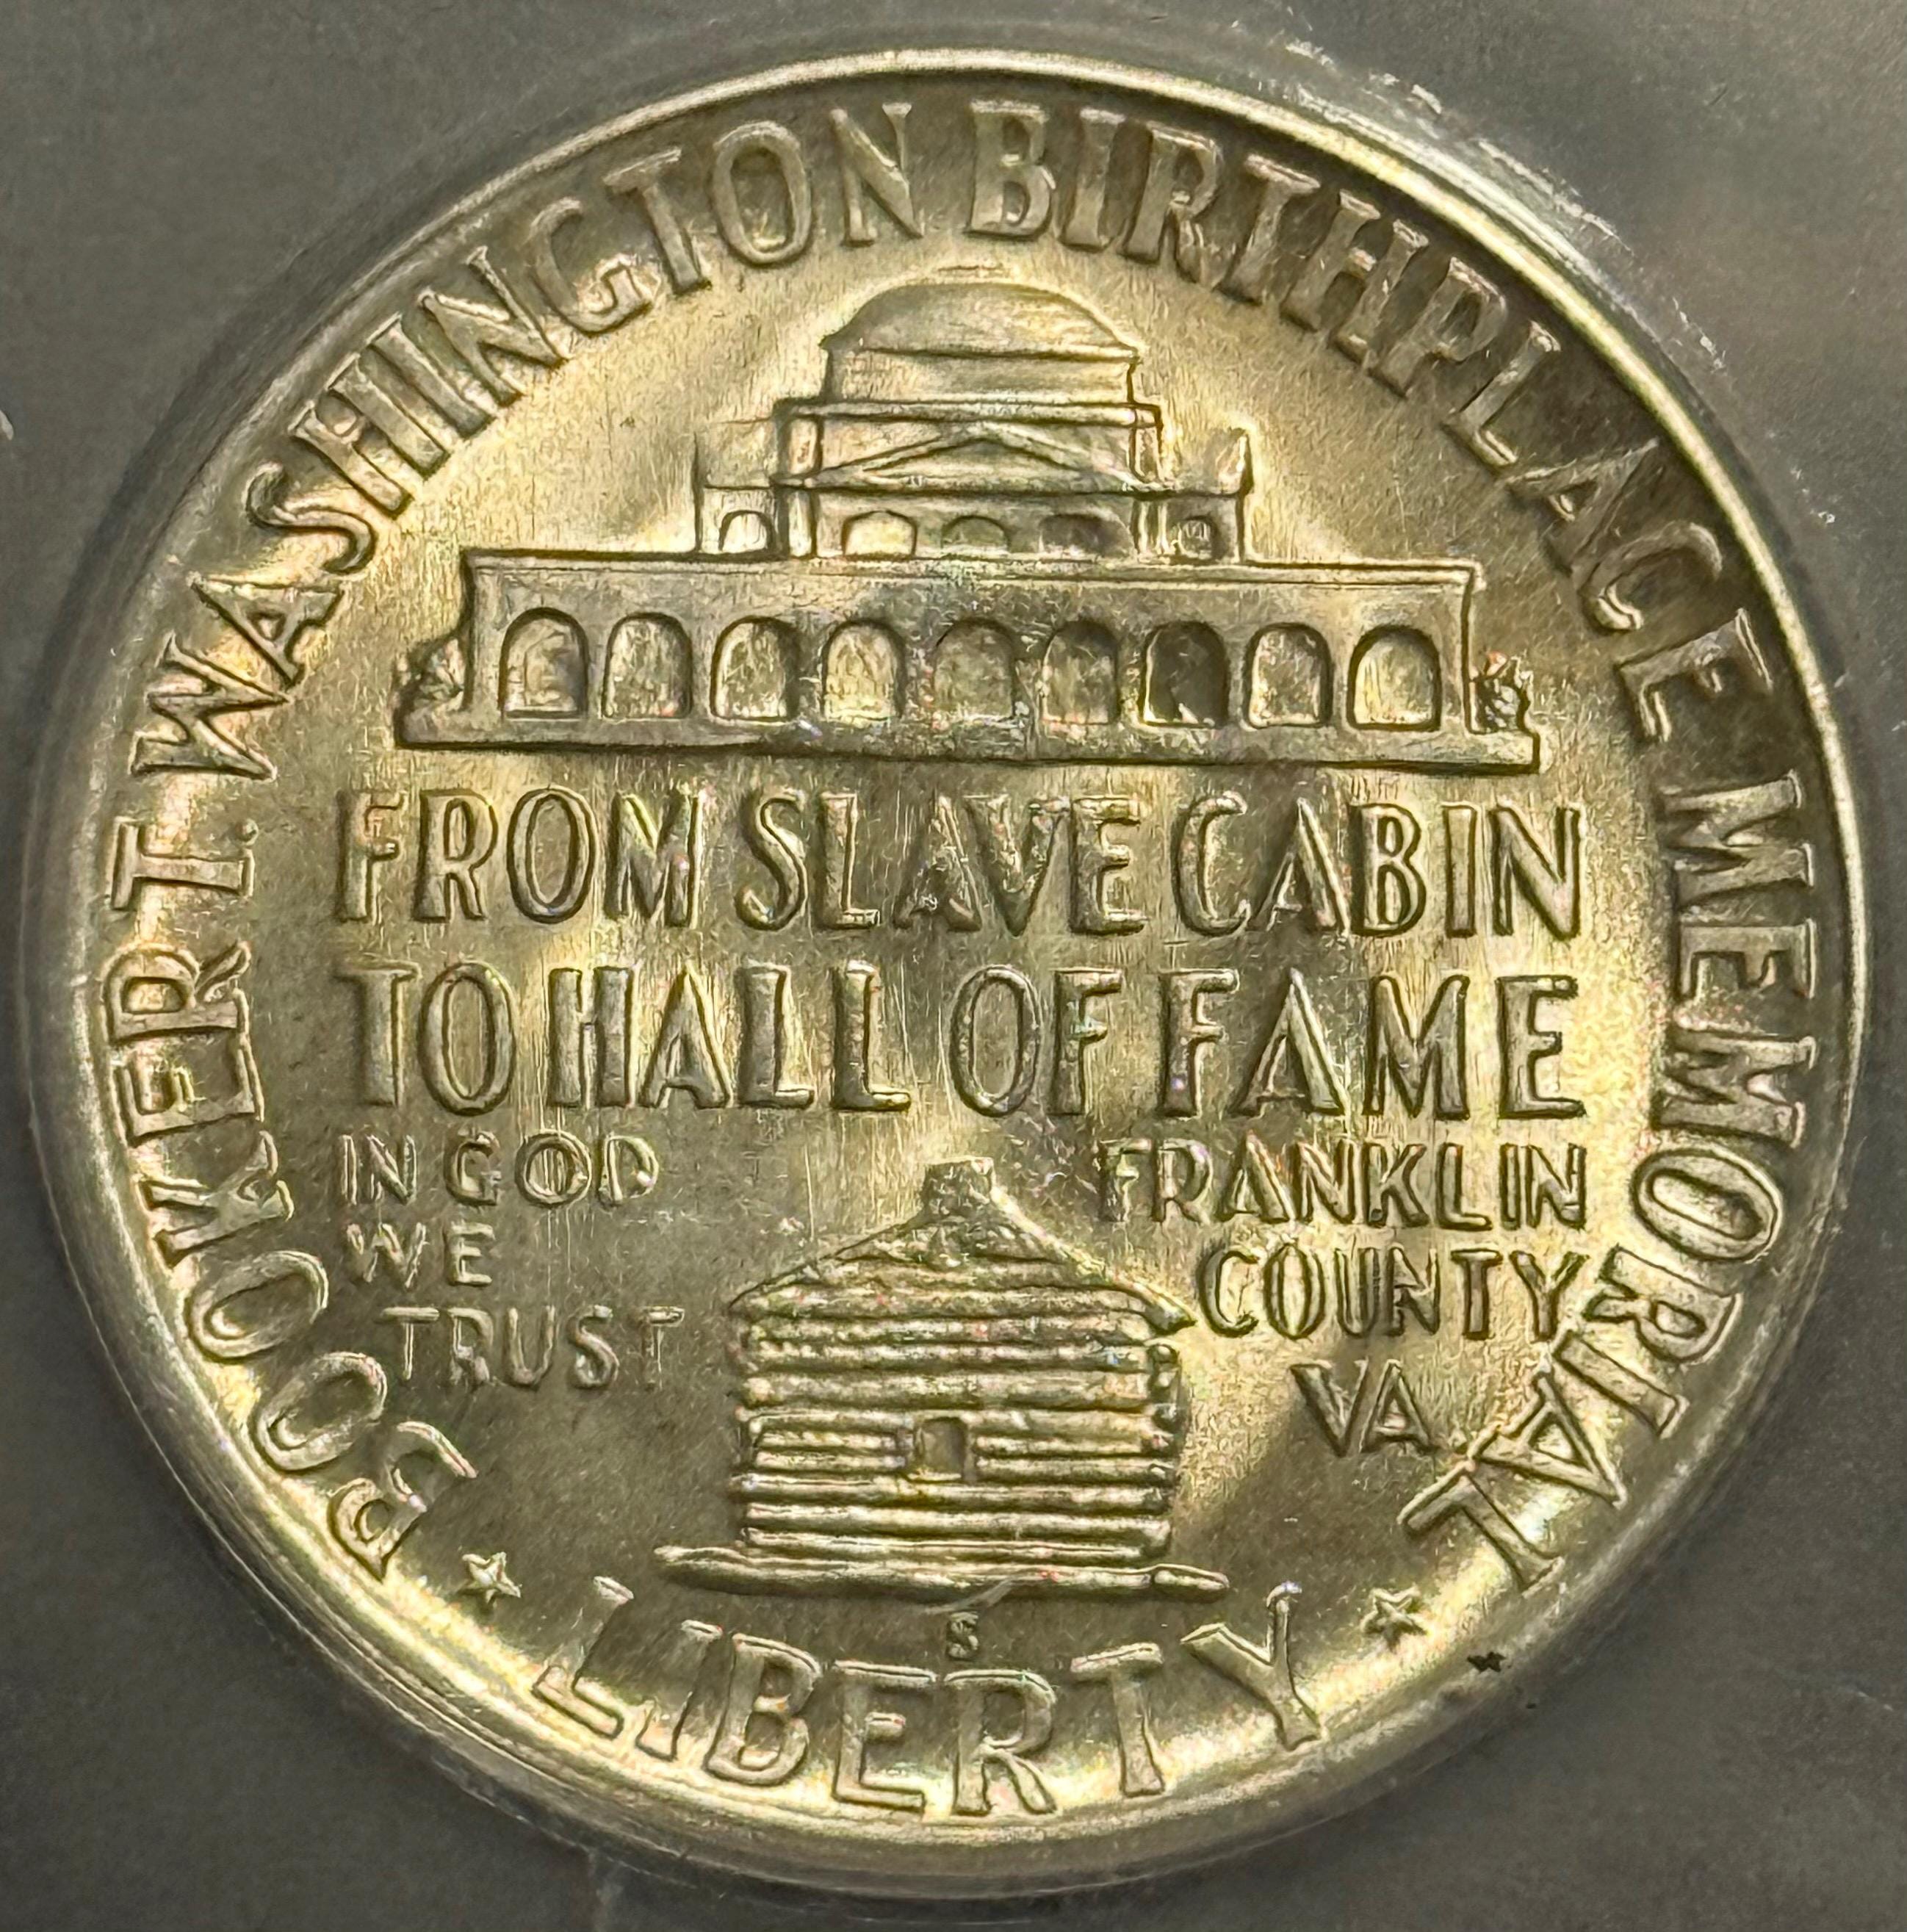 BOOKER T. WASHINGTON BIRTHPLACE MEMORIAL
FROM SLAVE CABIN
TO HALL OF FAME
IN GOD
WE
TRUST
FRANKLIN
COUNTY
VA
S
LIBERTY